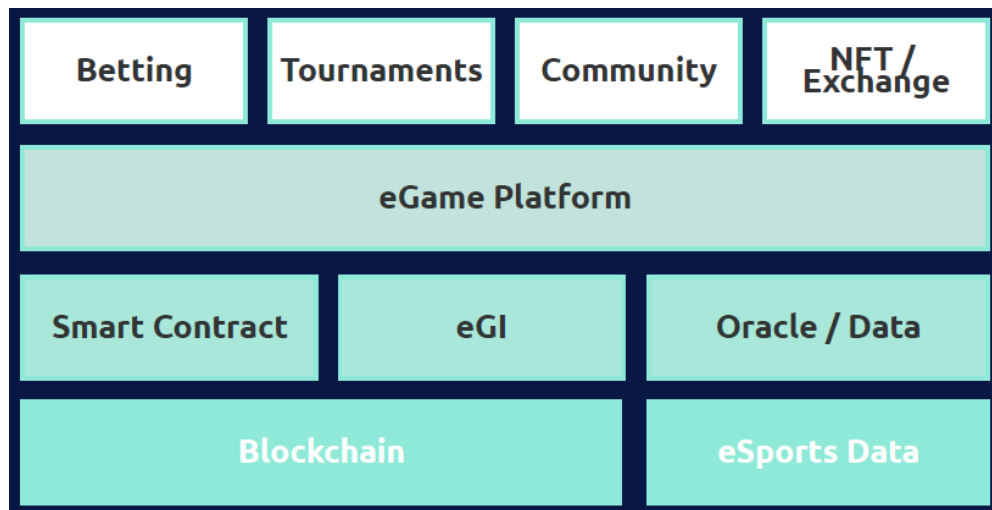 Betting
Tournaments
Community
NFT /
Exchange
eGame Platform
Smart Contract
eGI
Oracle / Data
Blockchain
eSports Data